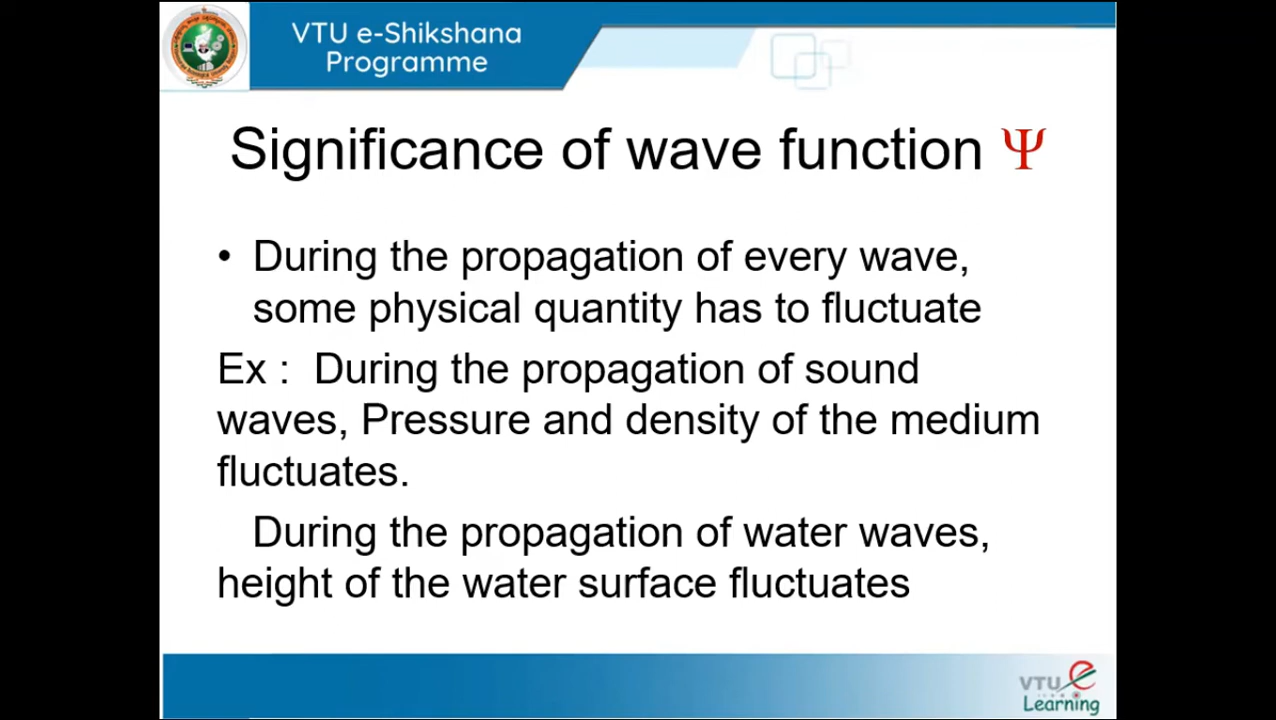 VTU e-Shikshana
Programme
Significance of wave function Ψ
• During the propagation of every wave,
some physical quantity has to fluctuate
Ex : During the propagation of sound
waves, Pressure and density of the medium
fluctuates.
During the propagation of water waves,
height of the water surface fluctuates
VTU e
Learning